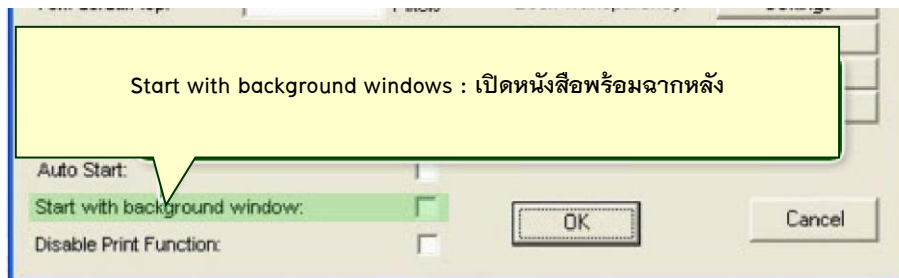 Start with background windows : เปิดหนังสือพร้อมฉากหลัง
Auto Start:
Start with background window:
OK
Cancel
Disable Print Function: